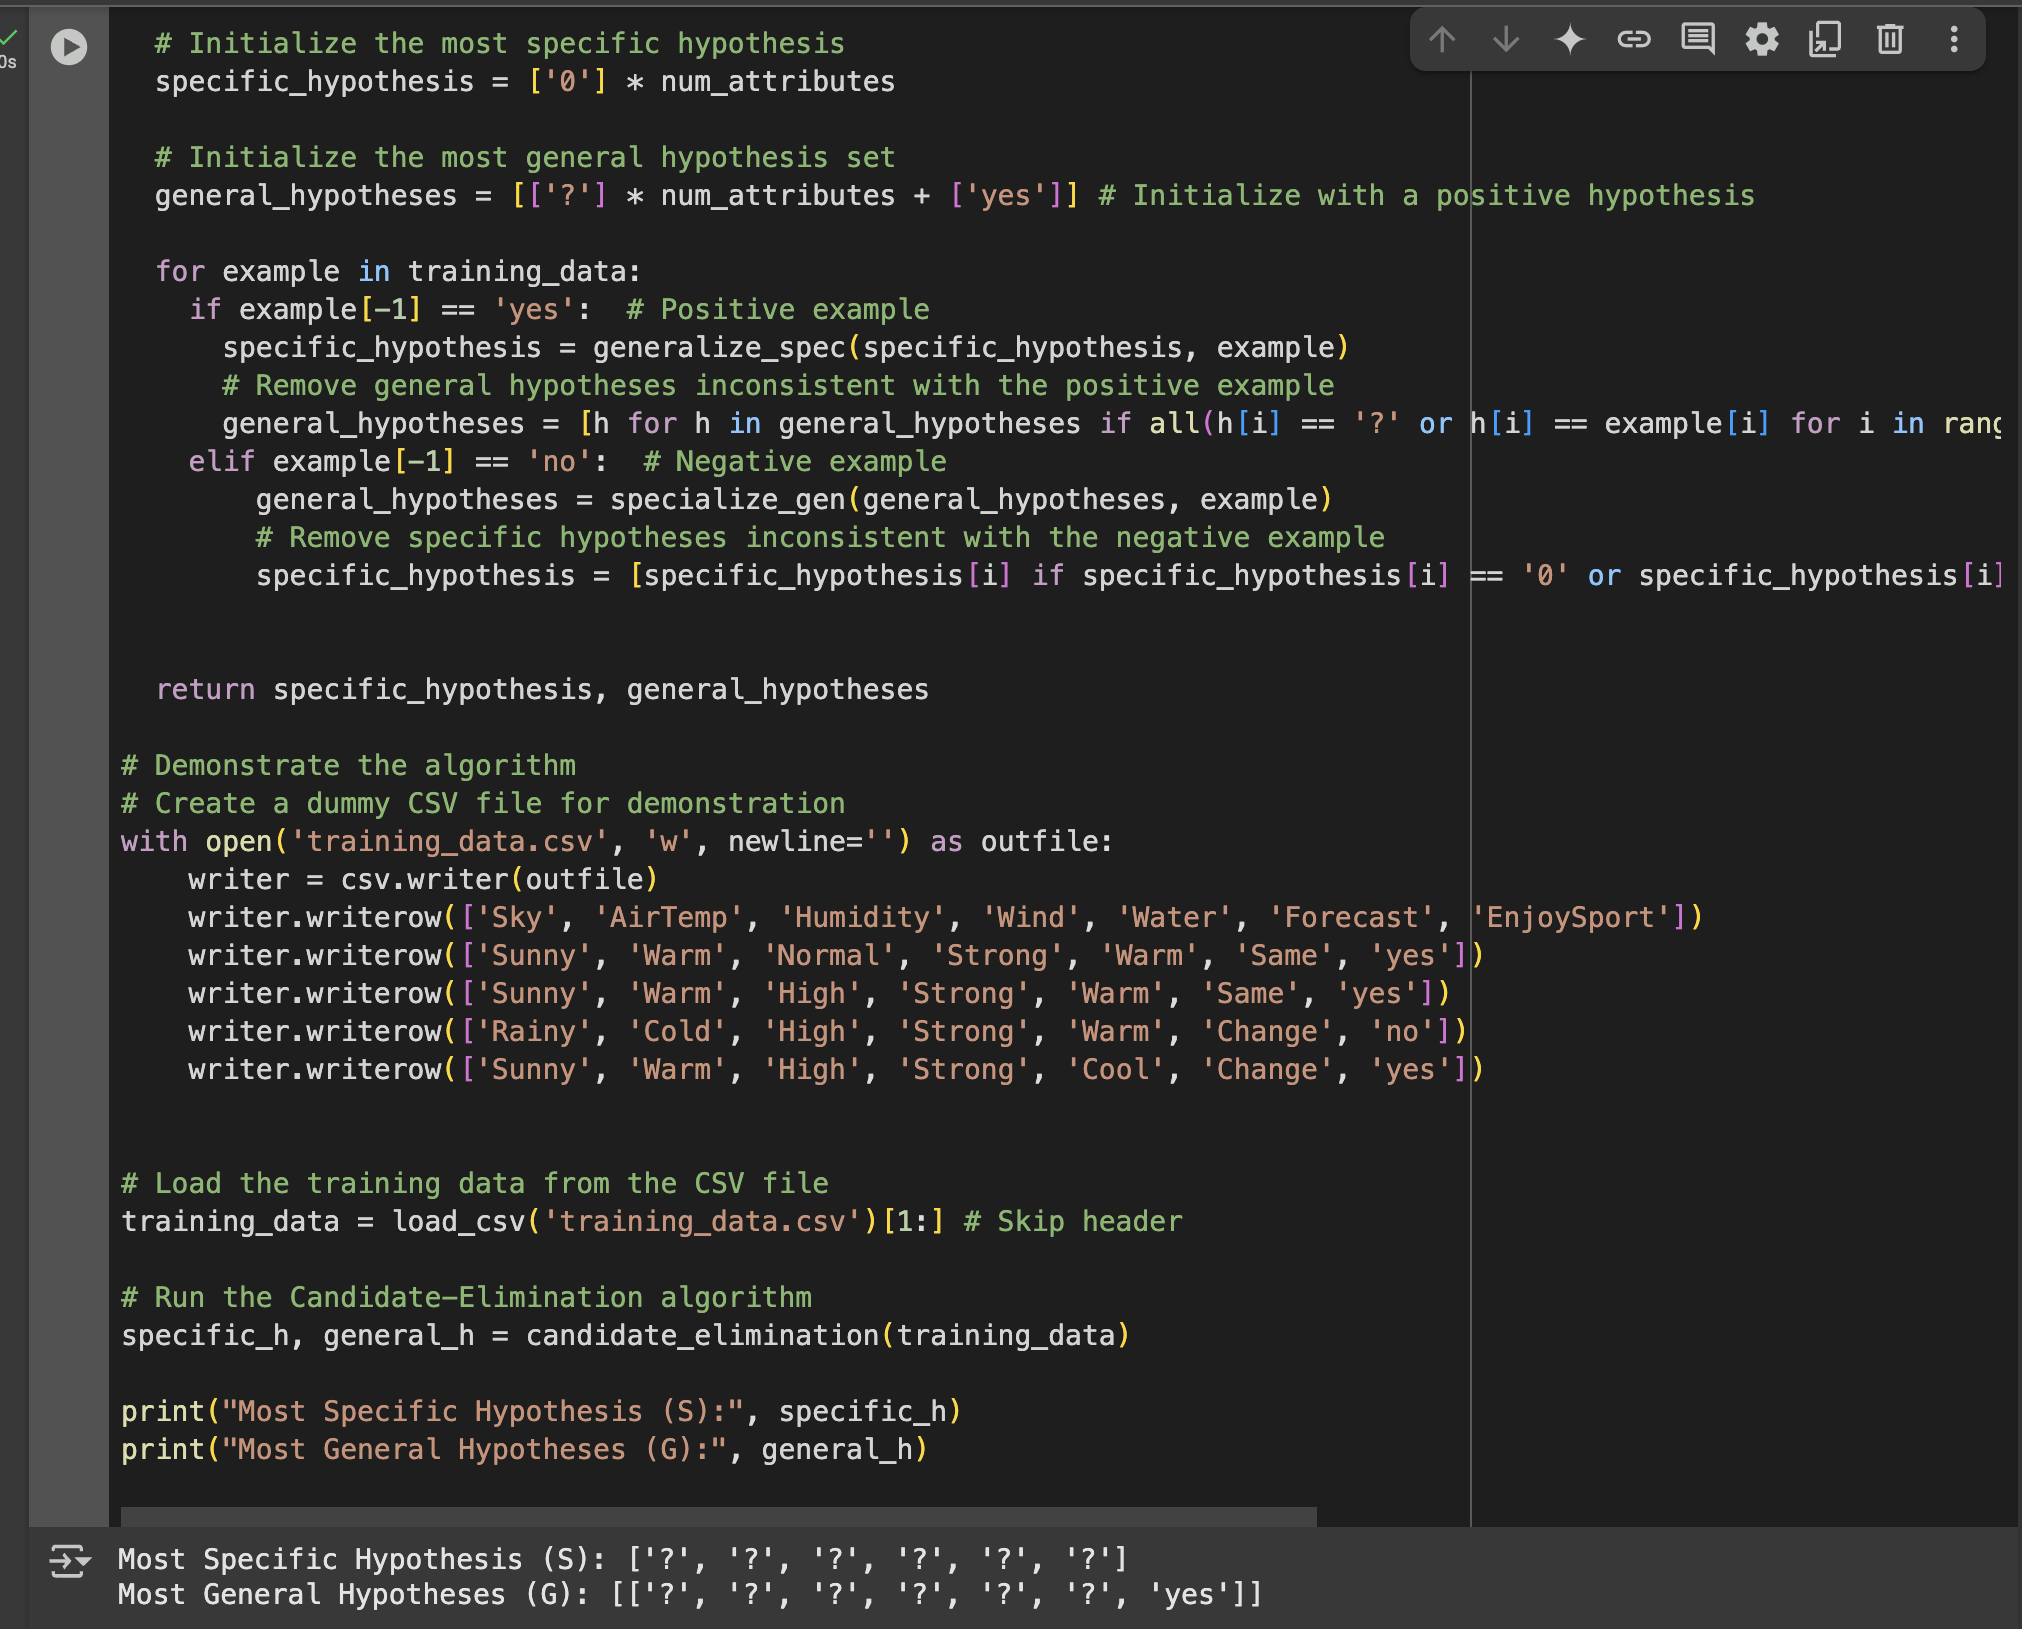 # Initialize the most specific hypothesis
0s
specific_hypothesis = ['0'] * num_attributes
# Initialize the most general hypothesis set
general_hypotheses = [['?'] * num_attributes + ['yes']] # Initialize with a positive hypothesis
for example in training_data:
if example[-1] == 'yes':  # Positive example
specific_hypothesis = generalize_spec(specific_hypothesis, example)
# Remove general hypotheses inconsistent with the positive example
general_hypotheses = [h for h in general_hypotheses if all(h[i] == '?' or h[i] == example[i] for i in rang
elif example[-1] == 'no':  # Negative example
general_hypotheses = specialize_gen(general_hypotheses, example)
# Remove specific hypotheses inconsistent with the negative example
specific_hypothesis = [specific_hypothesis[i] if specific_hypothesis[i] == '0' or specific_hypothesis[i]
return specific_hypothesis, general_hypotheses
# Demonstrate the algorithm
# Create a dummy CSV file for demonstration
with open('training_data.csv', 'w', newline='') as outfile:
writer = csv.writer(outfile)
writer.writerow(['Sky', 'AirTemp', 'Humidity', 'Wind', 'Water', 'Forecast', 'EnjoySport'])
writer.writerow(['Sunny', 'Warm', 'Normal', 'Strong', 'Warm', 'Same', 'yes'])
writer.writerow(['Sunny', 'Warm', 'High', 'Strong', 'Warm', 'Same', 'yes'])
writer.writerow(['Rainy', 'Cold', 'High', 'Strong', 'Warm', 'Change', 'no'])
writer.writerow(['Sunny', 'Warm', 'High', 'Strong', 'Cool', 'Change', 'yes'])
# Load the training data from the CSV file
training_data = load_csv('training_data.csv')[1:] # Skip header
# Run the Candidate-Elimination algorithm
specific_h, general_h = candidate_elimination(training_data)
print("Most Specific Hypothesis (S):", specific_h)
print("Most General Hypotheses (G):", general_h)
Most Specific Hypothesis (S): ['?', '?', '?', '?', '?', '?']
Most General Hypotheses (G): [['?', '?', '?', '?', '?', '?', 'yes']]